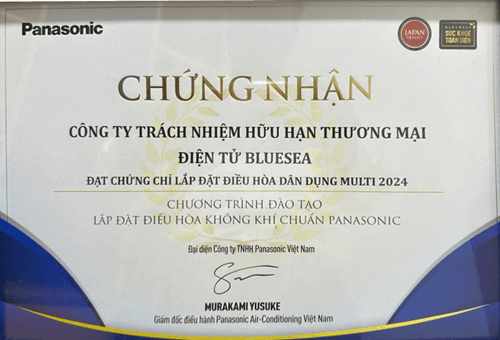 Panasonic
JAPAN
QUALITY
SỨC KHỎE
TOÀN DIỆN
CHỨNG NHẬN
CÔNG TY TRÁCH NHIỆM HỮU HẠN THƯƠNG MẠI
ĐIỆN TỬ BLUESEA
ĐẠT CHỨNG CHỈ LẮP ĐẶT ĐIỀU HÒA DÂN DỤNG MULTI 2024
CHƯƠNG TRÌNH ĐÀO TẠO
LẮP ĐẶT ĐIỀU HÒA KHÔNG KHÍ CHUẨN PANASONIC
Đại diện Công ty TNHH Panasonic Việt Nam
MURAKAMI YUSUKE
Giám đốc điều hành Panasonic Air-Conditioning Việt Nam